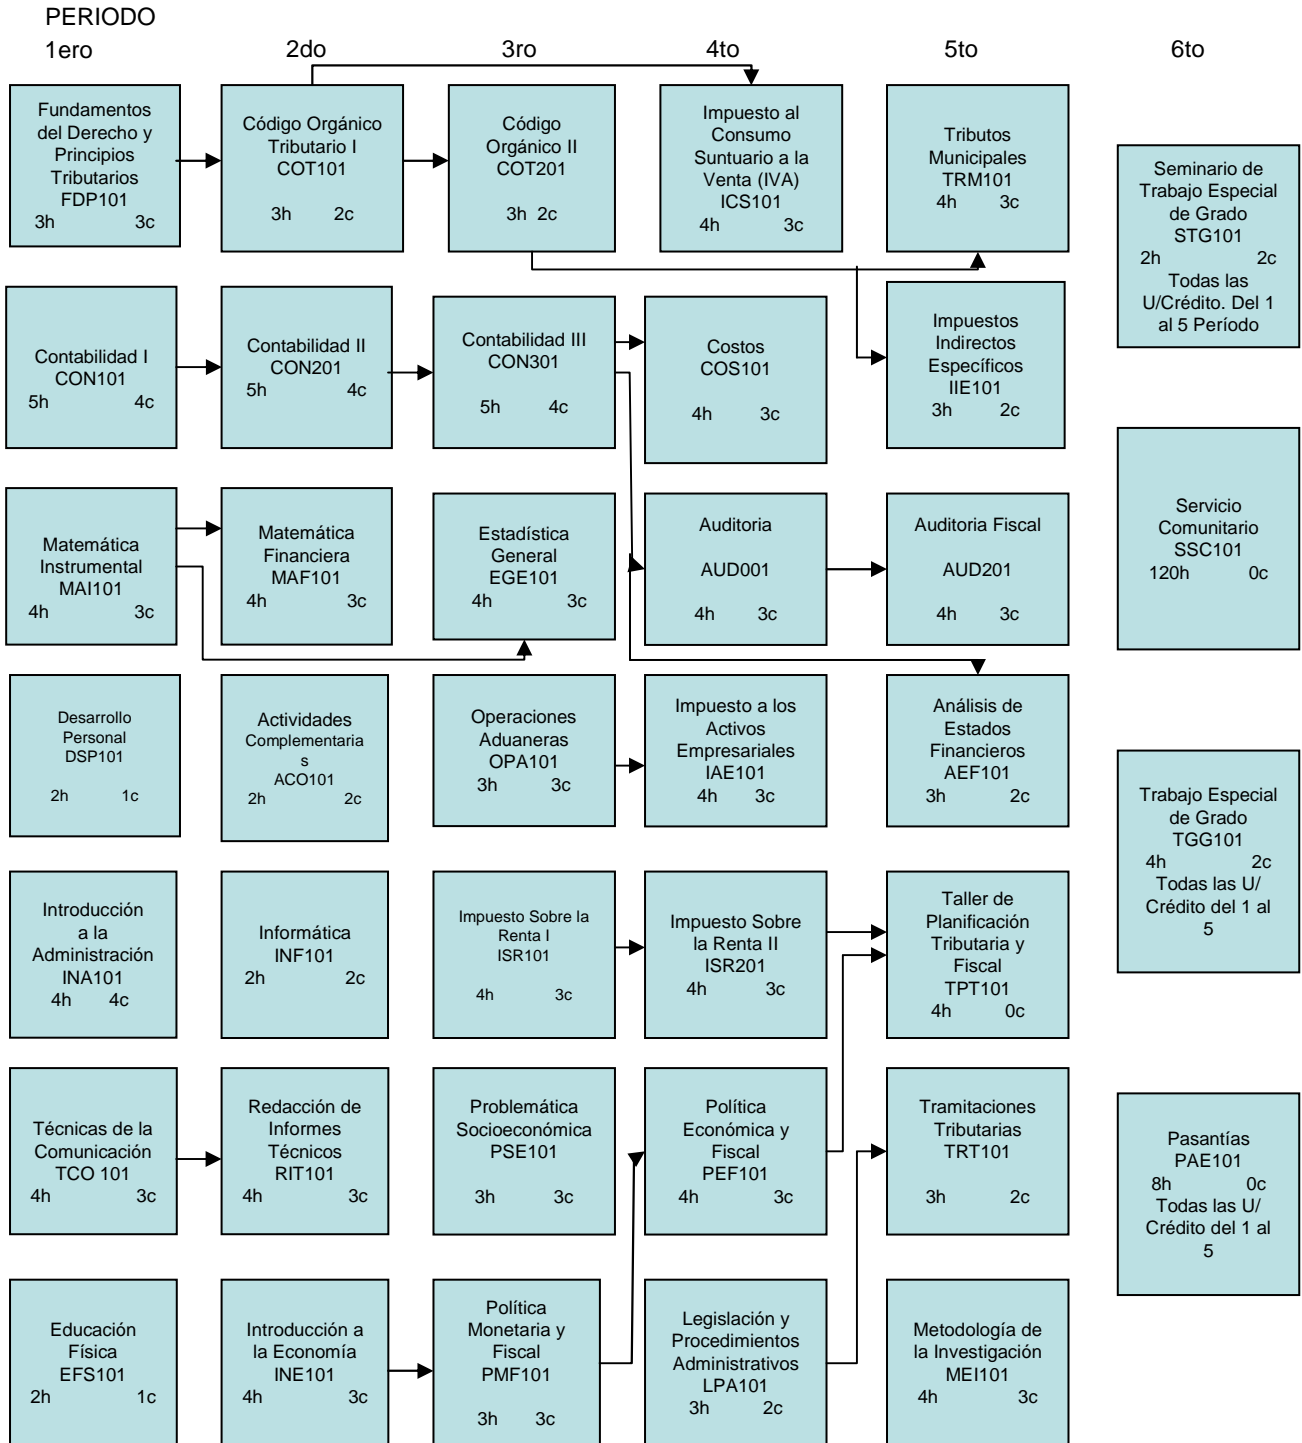 PERIODO
1ero 2do 3ro 4to 5to 6to
Fundamentos
del Derecho y
Principios
Tributarios
FDP101
3h 3c
Código Orgánico
Tributario I
COT101
3h 2c
Código
Orgánico II
COT201
3h 2c
Impuesto al
Consumo
Suntuario a la
Venta (IVA)
ICS101
4h 3c
Tributos
Municipales
TRM101
4h 3c
Seminario de
Trabajo Especial
de Grado
STG101
2h 2c
Todas las
U/Crédito. Del 1
al 5 Período
Contabilidad I
CON101
5h 4c
Contabilidad II
CON201
5h 4c
Contabilidad III
CON301
5h 4c
Costos
COS101
4h 3c
Impuestos
Indirectos
Específicos
IIE101
3h 2c
Servicio
Comunitario
SSC101
120h 0c
Matemática
Instrumental
MAI101
4h 3c
Matemática
Financiera
MAF101
4h 3c
Estadística
General
EGE101
4h 3c
Auditoria
AUD001
4h 3c
Auditoria Fiscal
AUD201
4h 3c
Desarrollo
Personal
DSP101
2h 1c
Actividades
Complementaria
s
ACO101
2h 2c
Operaciones
Aduaneras
OPA101
3h 3c
Impuesto a los
Activos
Empresariales
IAE101
4h 3c
Análisis de
Estados
Financieros
AEF101
3h 2c
Trabajo Especial
de Grado
TGG101
4h 2c
Todas las U/
Crédito del 1 al
5
Introducción
a la
Administración
INA101
4h 4c
Informática
INF101
2h 2c
Impuesto Sobre la
Renta I
ISR101
4h 3c
Impuesto Sobre
la Renta II
ISR201
4h 3c
Taller de
Planificación
Tributaria y
Fiscal
TPT101
4h 0c
Técnicas de la
Comunicación
TCO 101
4h 3c
Redacción de
Informes
Técnicos
RIT101
4h 3c
Problemática
Socioeconómica
PSE101
3h 3c
Política
Económica y
Fiscal
PEF101
4h 3c
Tramitaciones
Tributarias
TRT101
3h 2c
Pasantías
PAE101
8h 0c
Todas las U/
Crédito del 1 al
5
Educación
Física
EFS101
2h 1c
Introducción a
la Economía
INE101
4h 3c
Política
Monetaria y
Fiscal
PMF101
3h 3c
Legislación y
Procedimientos
Administrativos
LPA101
3h 2c
Metodología de
la Investigación
MEI101
4h 3c